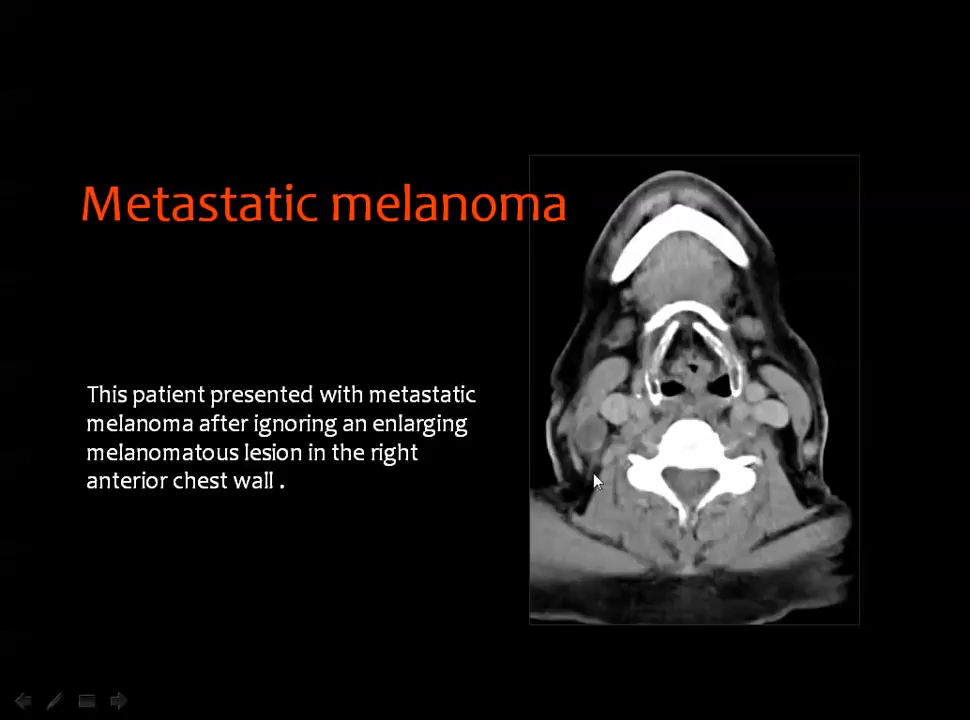 Metastatic melanoma
This patient presented with metastatic
melanoma after ignoring an enlarging
melanomatous lesion in the right
anterior chest wall .